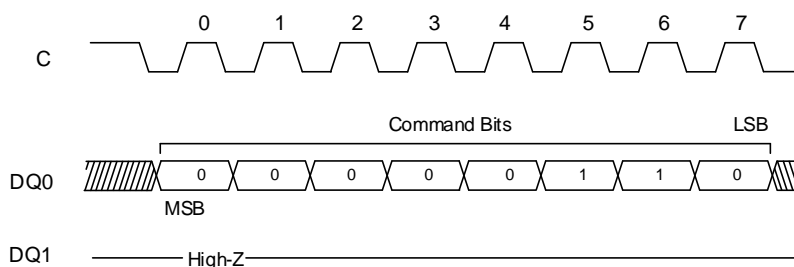 0 1 2 3 4 5 6 7
C
Command Bits LSB
DQ0 0 0 0 0 0 1 1 0
MSB
DQ1 High-Z